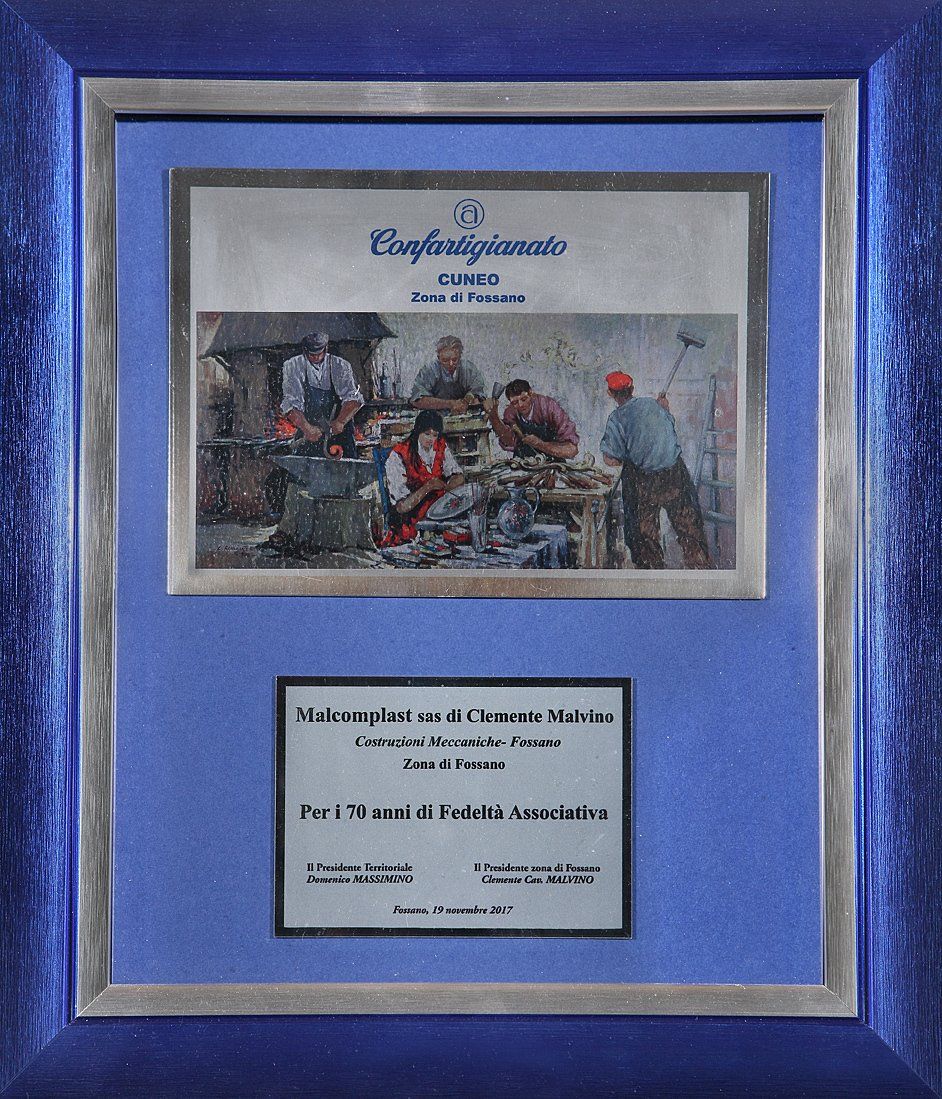 Confartigianato
CUNEO
Zona di Fossano
Malcomplast sas di Clemente Malvino
Costruzioni Meccaniche- Fossano
Zona di Fossano
Per i 70 anni di Fedeltà Associativa
Il Presidente Territoriale
Domenico MASSIMINO
Il Presidente zona di Fossano
Clemente Cav. MALVINO
Fossano, 19 novembre 2017